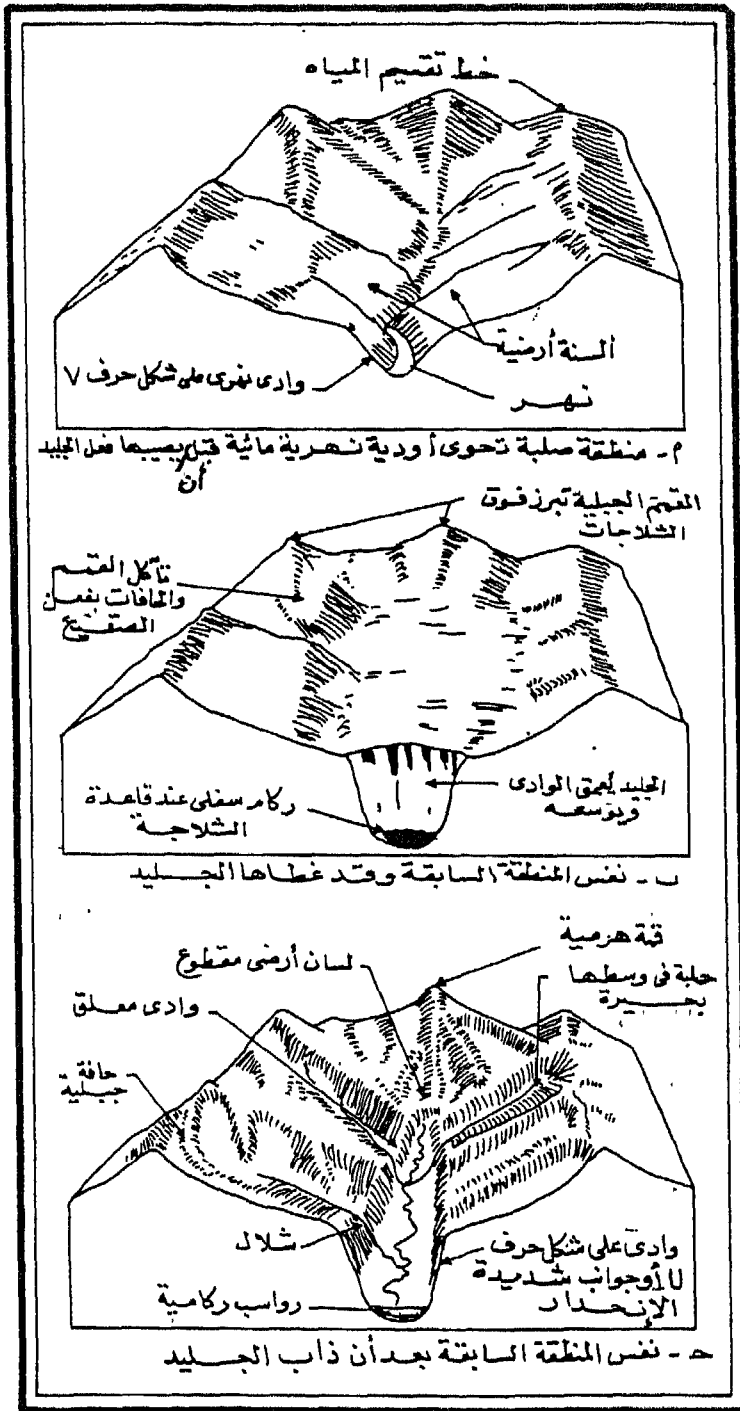 خط تقسيم المياه
ألسنة أرضية
وادى نهرى على شكل حرف V
نهر
م - منطقة صلبة تحوى أودية نهرية مائية قبل يصيبها فعل الجليد
أن
القمم الجبلية تبرز فوق
الثلاجات
تآكل القمم
والحافات بفعل
الصقيع
الجليد يعمق الوادى
ويوسعه
ركام سفلى عند قاعدة
الثلاجة
ب - نفس المنطقة السابقة وقد غطاها الجليد
قمة هرمية
لسان أرضى مقطوع
حلبة فى وسطها
بحيرة
وادى معلق
حافة
جبلية
شلال
وادى على شكل حرف
U أوجوانب شديدة
الإنحدار
رواسب ركامية
حـ - نفس المنطقة السابقة بعد أن ذاب الجليد